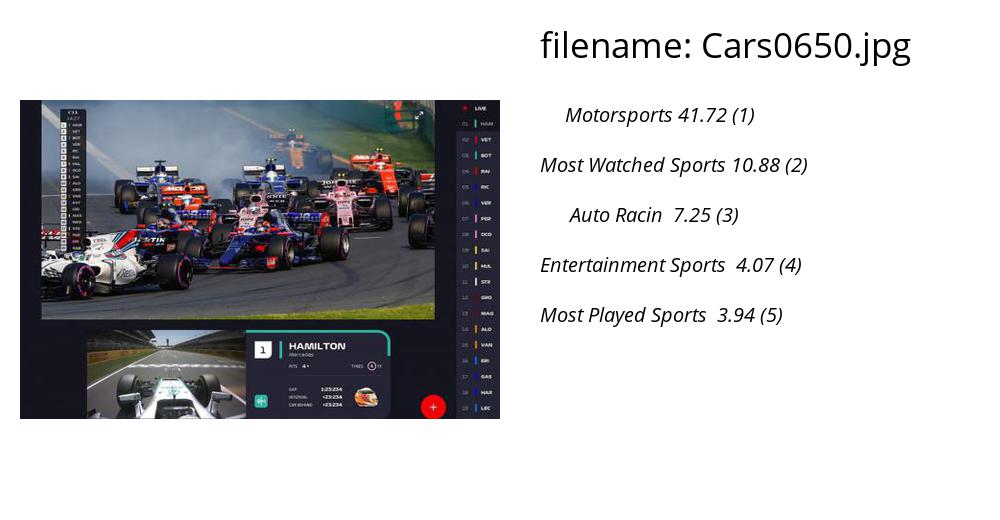 filename: Cars0650.jpg
Motorsports 41.72 (1)
Most Watched Sports 10.88 (2)
Auto Racin 7.25 (3)
Entertainment Sports 4.07 (4)
Most Played Sports 3.94 (5)
LIVE
01 HAM
02 VET
03 BOT
04 RAI
05 RIC
06 VER
07 PER
08 OCO
09 SAI
10 MUL
11 STR
12 GRO
13 MAG
14 ALO
15 VAN
16 ERI
17 GAS
18 HAR
19 LEC
1 HAMILTON
Mercedes
PITS 4
TYRES
GAP 1:23:234
INTERVAL +23:234
CAR BEHIND +23:234
+